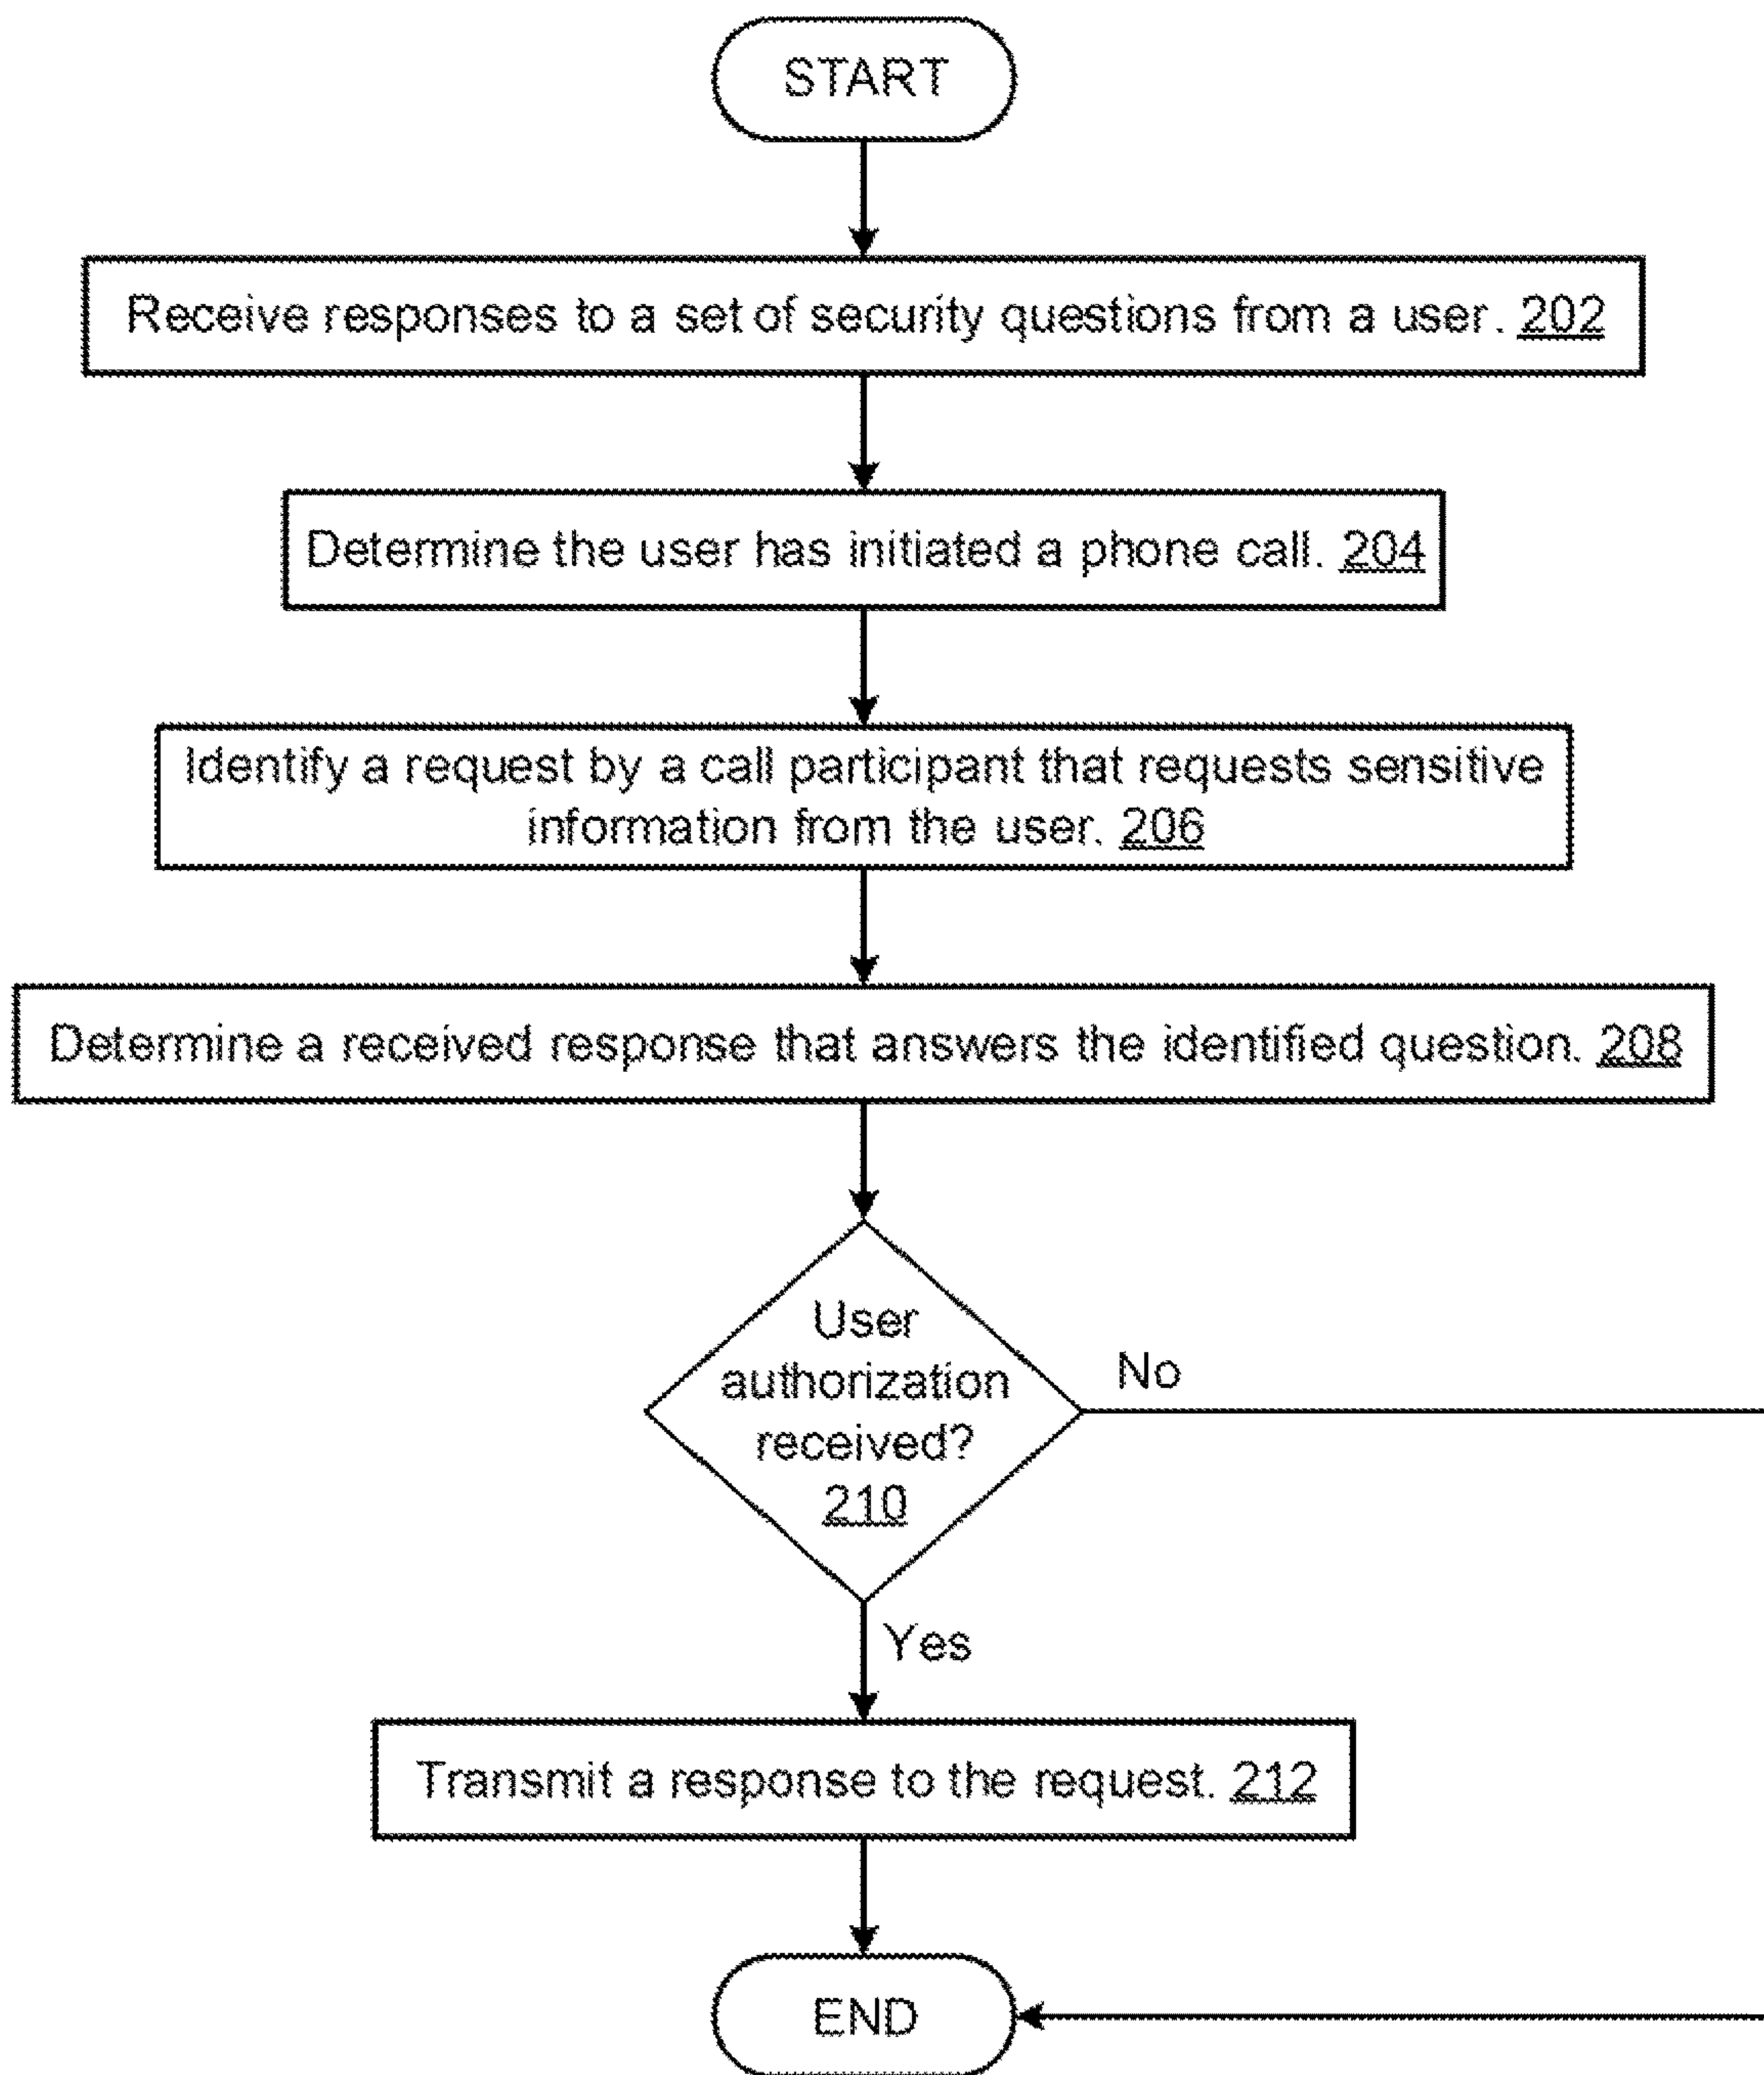 START
Receive responses to a set of security questions from a user. 202
Determine the user has initiated a phone call. 204
Identify a request by a call participant that requests sensitive
information from the user. 206
Determine a received response that answers the identified question. 208
User
authorization
received?
210
No
Yes
Transmit a response to the request. 212
END